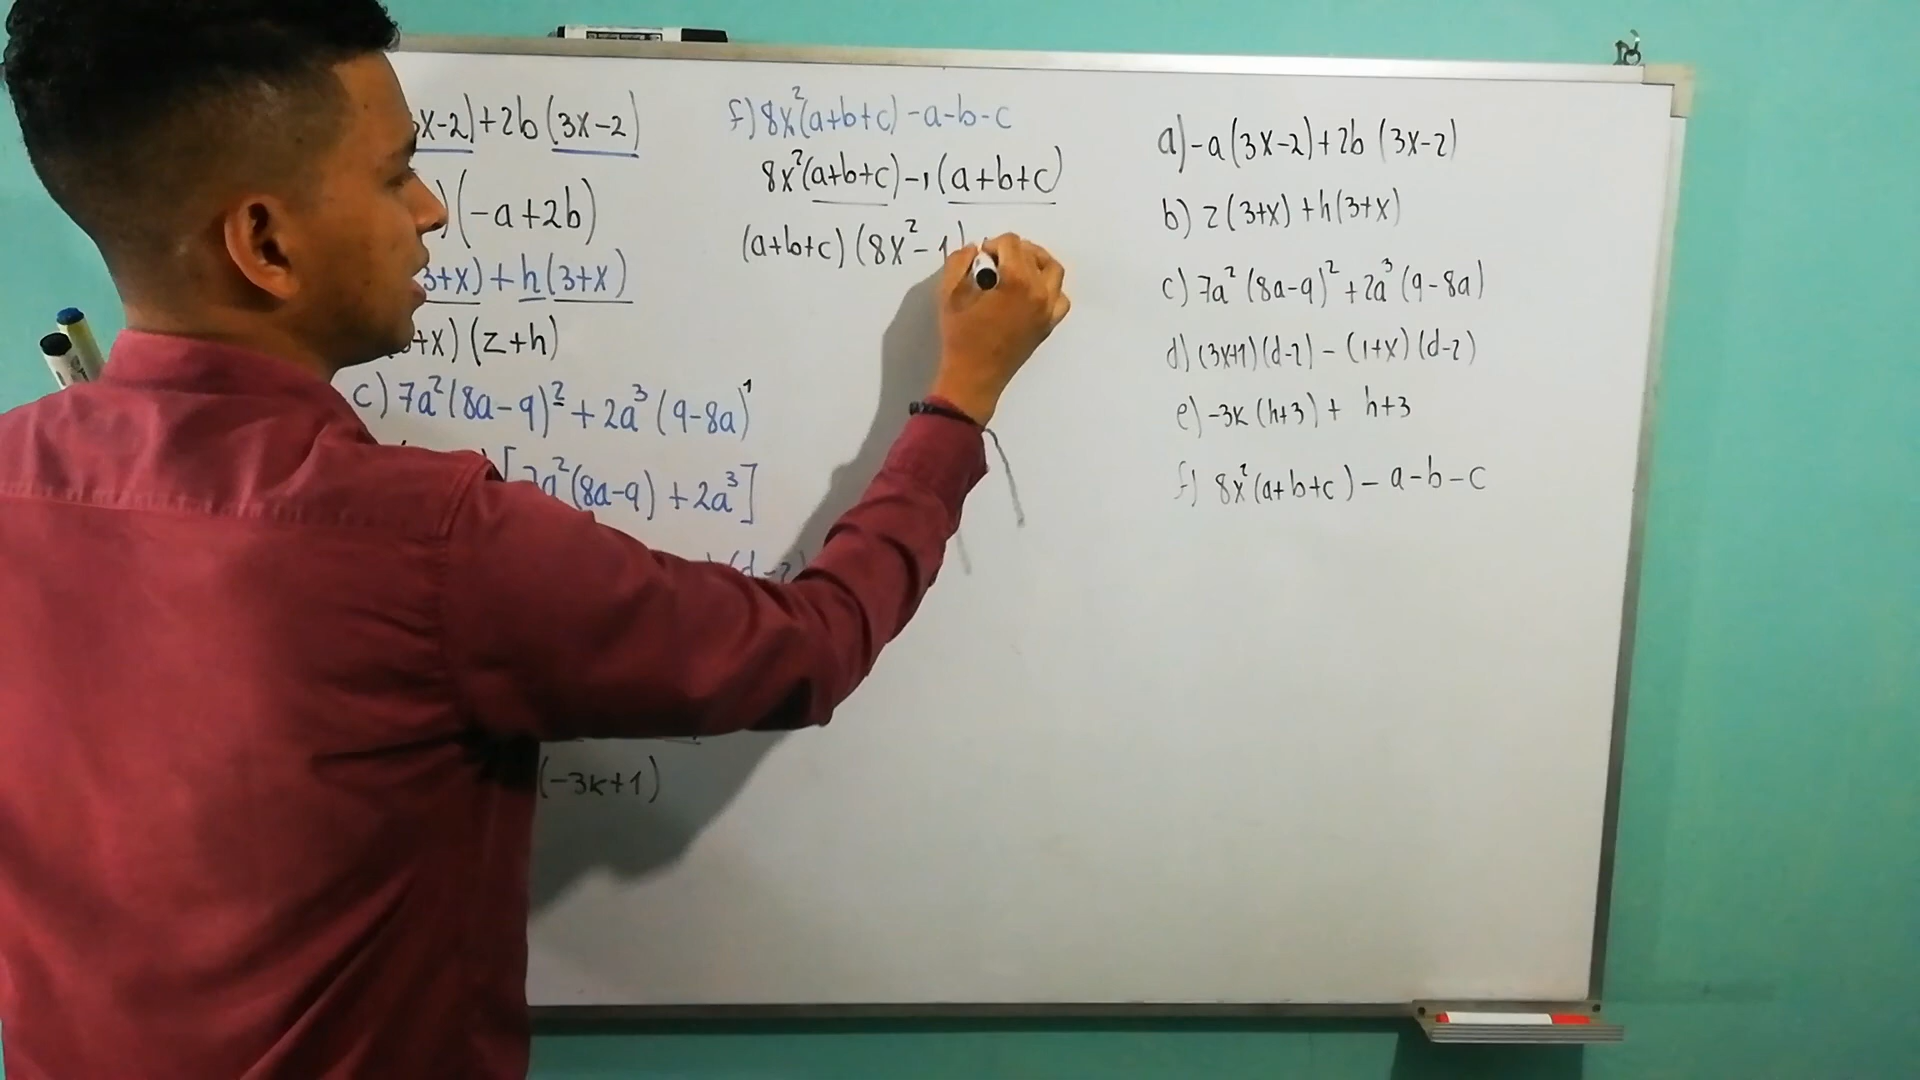 x-2)+2b(3x-2)
)(-a+2b)
3+x)+h(3+x)
+x)(z+h)
c) 7a²(8a-9)²+2a³(9-8a)¹
[7a²(8a-9)+2a³]
(d-2)
(-3k+1)
f) 8x²(a+b+c)-a-b-c
8x²(a+b+c)-1(a+b+c)
(a+b+c)(8x²-1)
a) -a(3x-2)+2b(3x-2)
b) z(3+x)+h(3+x)
c) 7a²(8a-9)²+2a³(9-8a)
d) (3x+1)(d-2)-(1+x)(d-2)
e) -3k(h+3)+h+3
f) 8x²(a+b+c)-a-b-c